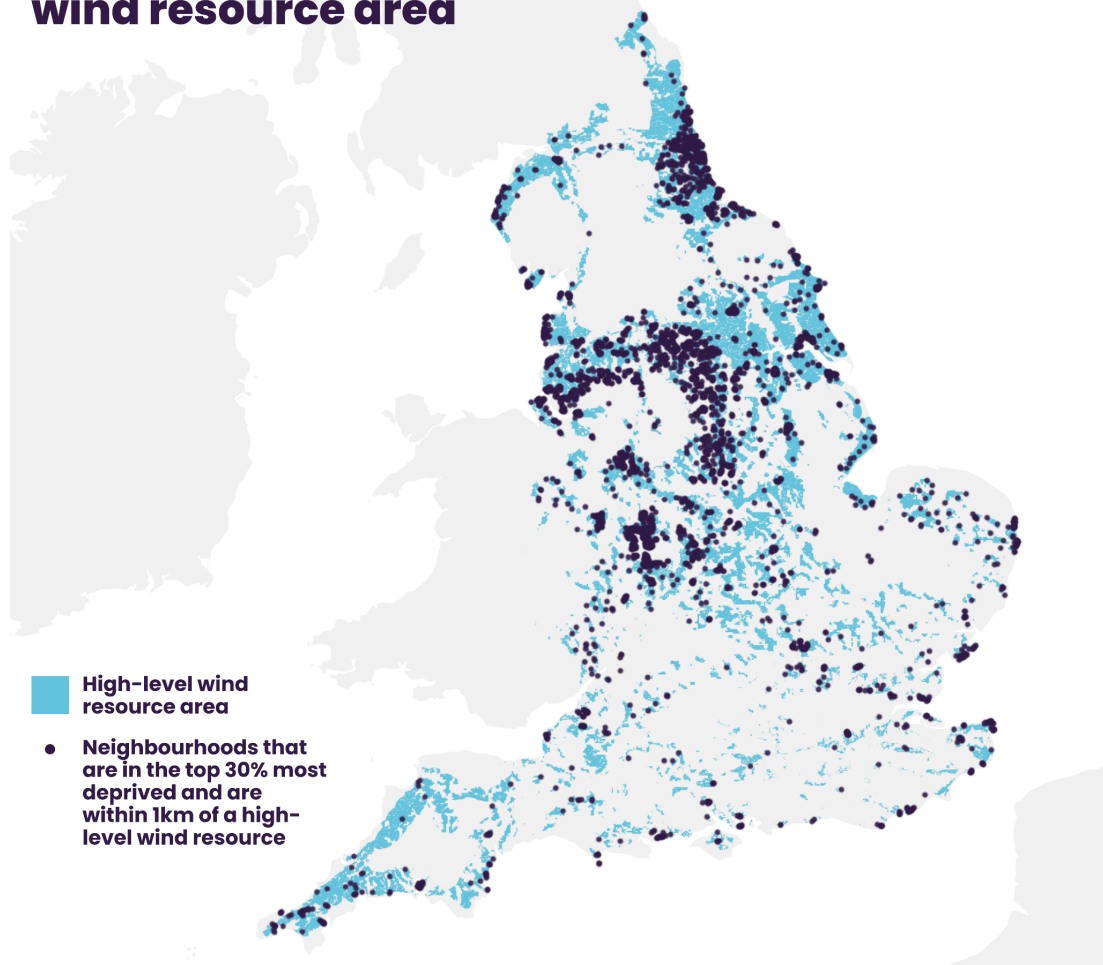 wind resource area
High-level wind
resource area
Neighbourhoods that
are in the top 30% most
deprived and are
within 1km of a high-
level wind resource